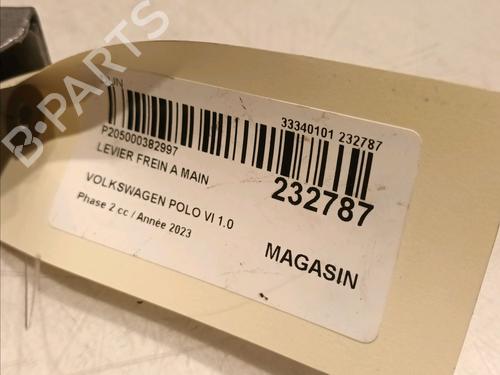 B-PARTS
JIN
33340101 232787
P205000382997
LEVIER FREIN A MAIN
232787
VOLKSWAGEN POLO VI 1.0
Phase 2 cc / Année 2023
MAGASIN